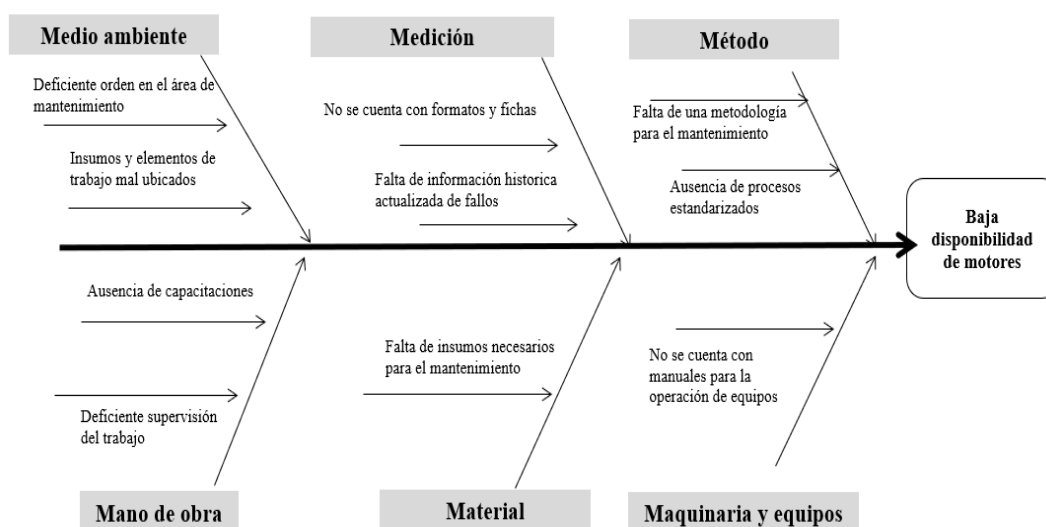 Medio ambiente
Medición
Método
Deficiente orden en el área de
mantenimiento
Insumos y elementos de
trabajo mal ubicados
No se cuenta con formatos y fichas
Falta de información historica
actualizada de fallos
Falta de una metodología
para el mantenimiento
Ausencia de procesos
estandarizados
Baja
disponibilidad
de motores
Ausencia de capacitaciones
Deficiente supervisión
del trabajo
Falta de insumos necesarios
para el mantenimiento
No se cuenta con
manuales para la
operación de equipos
Mano de obra
Material
Maquinaria y equipos